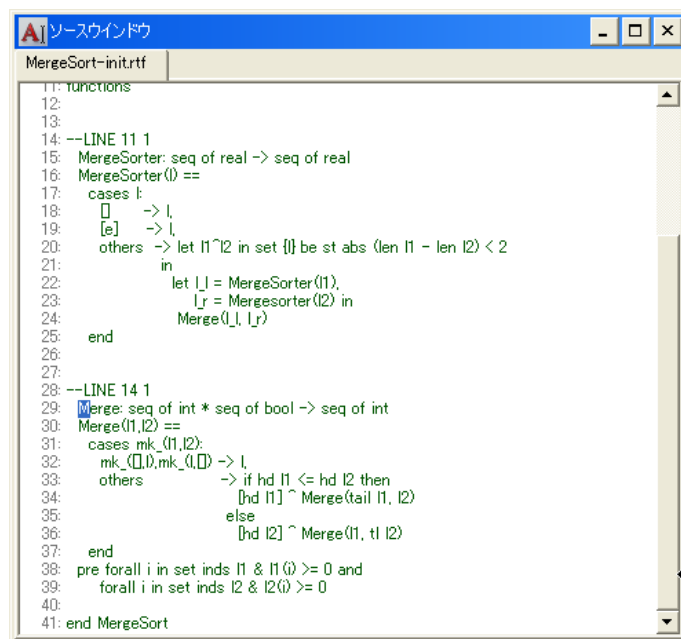 ソースウインドウ
MergeSort-init.rtf
11: functions
12:
13:
14: --LINE 11 1
15: MergeSorter: seq of real -> seq of real
16: MergeSorter(l) ==
17: cases l:
18: [] -> l,
19: [e] -> l,
20: others -> let l1^l2 in set {l} be st abs (len l1 - len l2) < 2
21: in
22: let l_l = MergeSorter(l1),
23: l_r = Mergesorter(l2) in
24: Merge(l_l, l_r)
25: end
26:
27:
28: --LINE 14 1
29: Merge: seq of int * seq of bool -> seq of int
30: Merge(l1,l2) ==
31: cases mk_(l1,l2):
32: mk_([],l),mk_(l,[]) -> l,
33: others -> if hd l1 <= hd l2 then
34: [hd l1] ^ Merge(tail l1, l2)
35: else
36: [hd l2] ^ Merge(l1, tl l2)
37: end
38: pre forall i in set inds l1 & l1(i) >= 0 and
39: forall i in set inds l2 & l2(i) >= 0
40:
41: end MergeSort